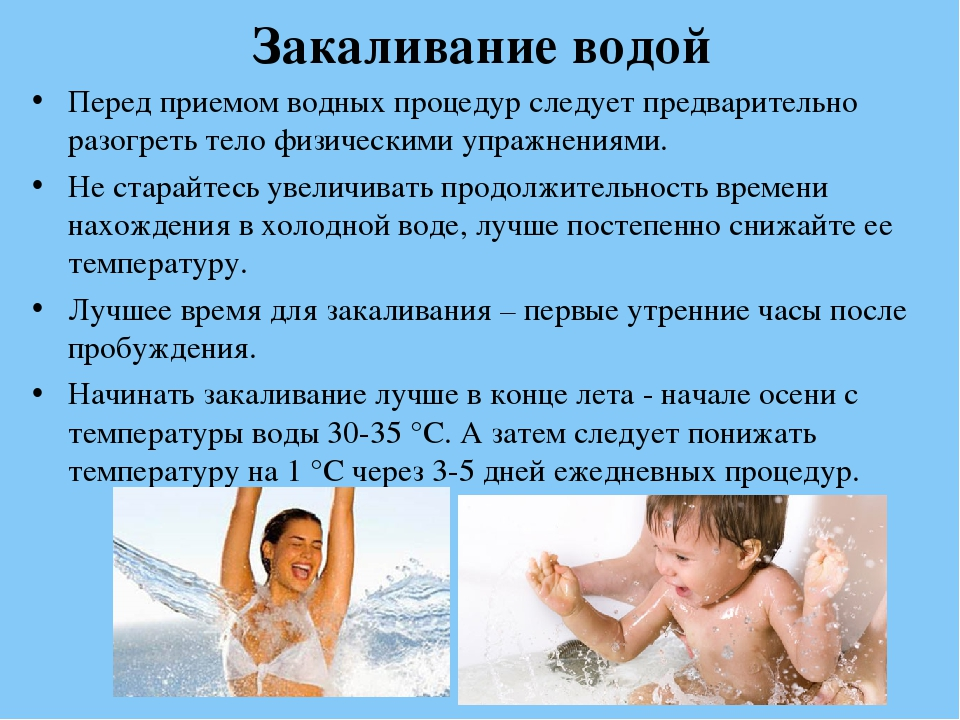 Закаливание водой
• Перед приемом водных процедур следует предварительно
разогреть тело физическими упражнениями.
• Не старайтесь увеличивать продолжительность времени
нахождения в холодной воде, лучше постепенно снижайте ее
температуру.
• Лучшее время для закаливания – первые утренние часы после
пробуждения.
• Начинать закаливание лучше в конце лета - начале осени с
температуры воды 30-35 °С. А затем следует понижать
температуру на 1 °С через 3-5 дней ежедневных процедур.